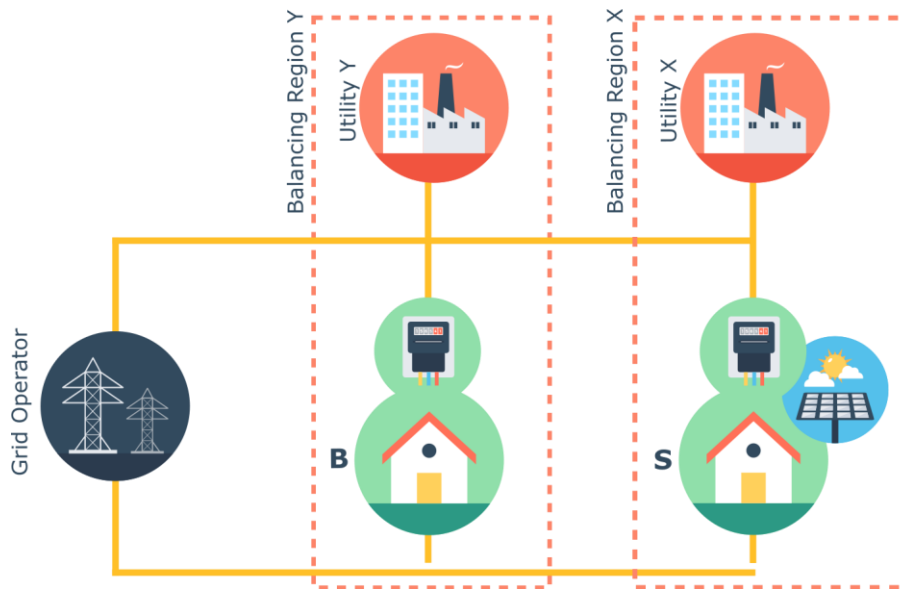 Balancing Region Y
Utility Y
Balancing Region X
Utility X
Grid Operator
B
S